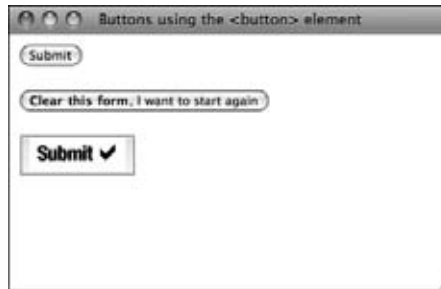 Buttons using the <button> element
Submit
Clear this form, I want to start again
Submit ✔